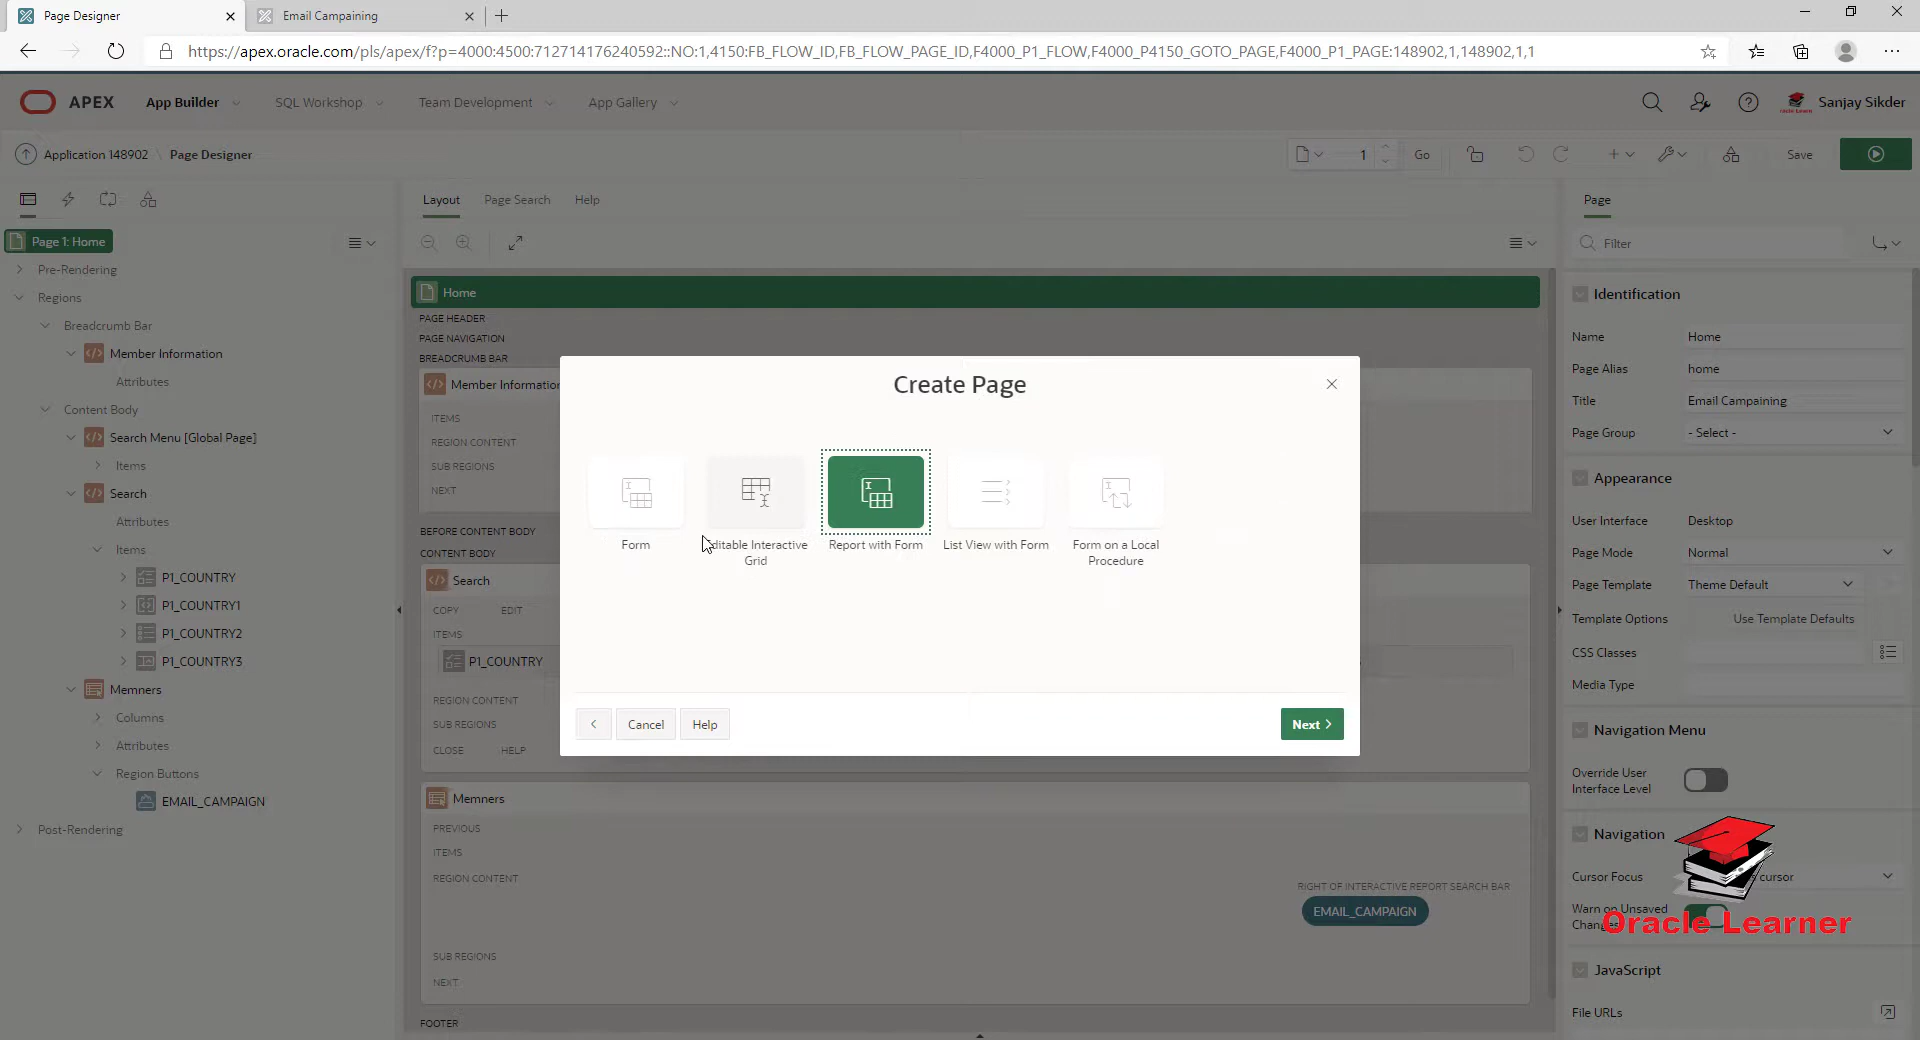 Page Designer
Email Campaining
https://apex.oracle.com/pls/apex/f?p=4000:4500:712714176240592::NO:1,4150:FB_FLOW_ID,FB_FLOW_PAGE_ID,F4000_P1_FLOW,F4000_P4150_GOTO_PAGE,F4000_P1_PAGE:148902,1,148902,1,1
APEX App Builder SQL Workshop Team Development App Gallery Sanjay Sikder
Application 148902 \ Page Designer 1 Go Save
Layout Page Search Help
Page
Page 1: Home
Filter
Pre-Rendering
Regions
Breadcrumb Bar
Member Information
Attributes
Content Body
Search Menu [Global Page]
Items
Search
Attributes
Items
P1_COUNTRY
P1_COUNTRY1
P1_COUNTRY2
P1_COUNTRY3
Memners
Columns
Attributes
Region Buttons
EMAIL_CAMPAIGN
Post-Rendering
Home
PAGE HEADER
PAGE NAVIGATION
BREADCRUMB BAR
Member Information
ITEMS
REGION CONTENT
SUB REGIONS
NEXT
BEFORE CONTENT BODY
CONTENT BODY
Search
COPY EDIT
ITEMS
P1_COUNTRY
REGION CONTENT
SUB REGIONS
CLOSE HELP
Memners
PREVIOUS
ITEMS
REGION CONTENT
RIGHT OF INTERACTIVE REPORT SEARCH BAR
EMAIL_CAMPAIGN
SUB REGIONS
NEXT
FOOTER
Create Page
Form
ditable Interactive
Grid
Report with Form
List View with Form
Form on a Local
Procedure
Cancel
Help
Next
Identification
Name Home
Page Alias home
Title Email Campaining
Page Group - Select -
Appearance
User Interface Desktop
Page Mode Normal
Page Template Theme Default
Template Options Use Template Defaults
CSS Classes
Media Type
Navigation Menu
Override User
Interface Level
Navigation
Cursor Focus cursor
Warn on Unsaved
Changes
Oracle Learner
JavaScript
File URLs